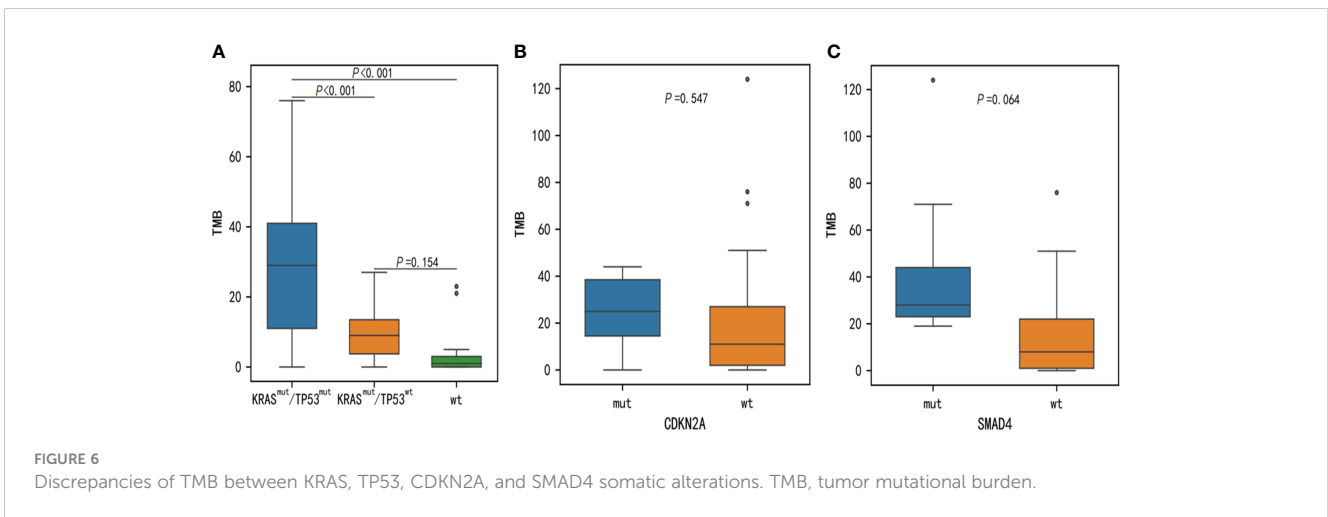 A
P<0.001
P<0.001
P=0.154
TMB
80
60
40
20
0
KRASmut/TP53mut
KRASmut/TP53wt
wt
B
P=0.547
TMB
120
100
80
60
40
20
0
mut
wt
CDKN2A
C
P=0.064
TMB
120
100
80
60
40
20
0
mut
wt
SMAD4
FIGURE 6
Discrepancies of TMB between KRAS, TP53, CDKN2A, and SMAD4 somatic alterations. TMB, tumor mutational burden.